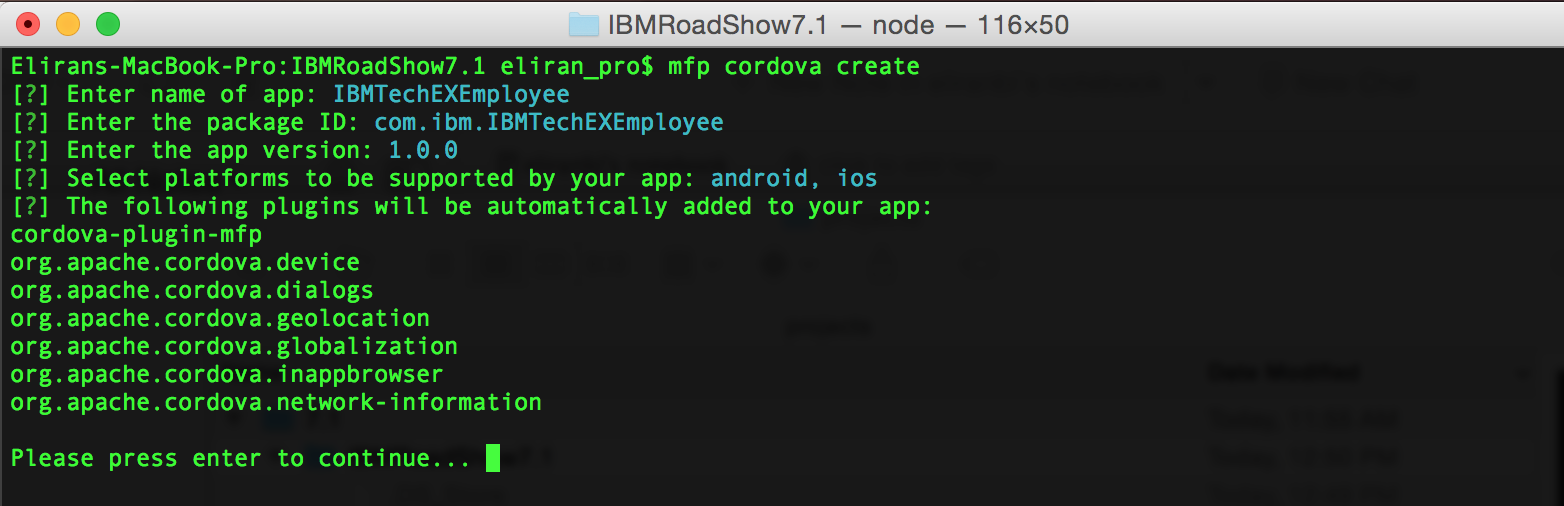 IBMRoadShow7.1 — node — 116×50
Elirans-MacBook-Pro:IBMRoadShow7.1 eliran_pro$ mfp cordova create
[?] Enter name of app: IBMTechEXEmployee
[?] Enter the package ID: com.ibm.IBMTechEXEmployee
[?] Enter the app version: 1.0.0
[?] Select platforms to be supported by your app: android, ios
[?] The following plugins will be automatically added to your app:
cordova-plugin-mfp
org.apache.cordova.device
org.apache.cordova.dialogs
org.apache.cordova.geolocation
org.apache.cordova.globalization
org.apache.cordova.inappbrowser
Date Modified
org.apache.cordova.network-information
Please press enter to continue...